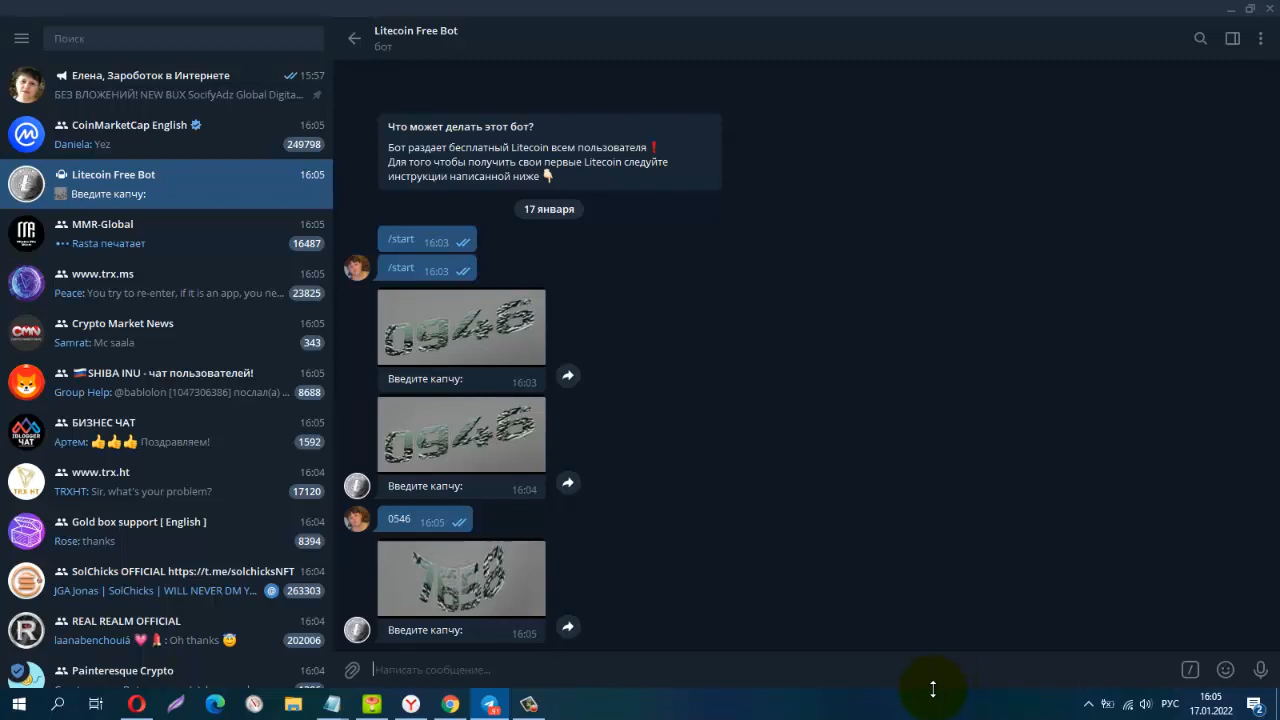 Поиск
Елена, Зароботок в Интернете 15:57
БЕЗ ВЛОЖЕНИЙ! NEW BUX SocifyAdz Global Digita...
CoinMarketCap English 16:05
Daniela: Yez 249798
Litecoin Free Bot 16:05
Введите капчу:
MMR-Global 16:05
Rasta печатает 16487
www.trx.ms 16:05
Peace: You try to re-enter, if it is an app, you ne... 23825
Crypto Market News 16:05
Samrat: Mc saala 343
SHIBA INU - чат пользователей! 16:05
Group Help: @bablolon [1047306386] послал(а) ... 8688
БИЗНЕС ЧАТ 16:05
Артем: 👍👍👍 Поздравляем! 1592
www.trx.ht 16:04
TRXHT: Sir, what's your problem? 17120
Gold box support [ English ] 16:04
Rose: thanks 8394
SolChicks OFFICIAL https://t.me/solchicksNFT 16:04
JGA Jonas | SolChicks | WILL NEVER DM Y... @ 263303
REAL REALM OFFICIAL 16:04
laanabenchouiá 💗💄: Oh thanks 😇 202006
Painteresque Crypto 16:04
Litecoin Free Bot
бот
Что может делать этот бот?
Бот раздает бесплатный Litecoin всем пользователя❗
Для того чтобы получить свои первые Litecoin следуйте
инструкции написанной ниже 👇🏻
17 января
/start 16:03
/start 16:03
0946
Введите капчу: 16:03
0946
Введите капчу: 16:04
0546 16:05
7658
Введите капчу: 16:05
Написать сообщение...
РУС
16:05
17.01.2022